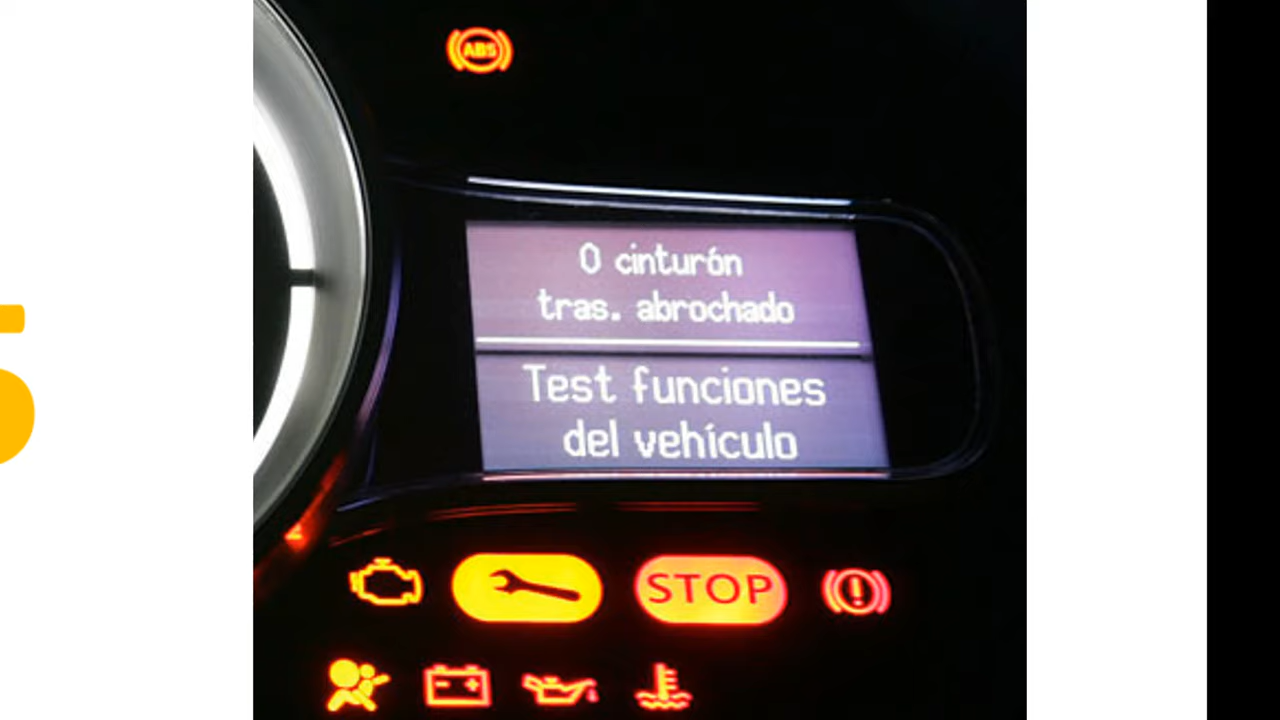 ABS
0 cinturón
tras. abrochado
Test funciones
del vehículo
STOP